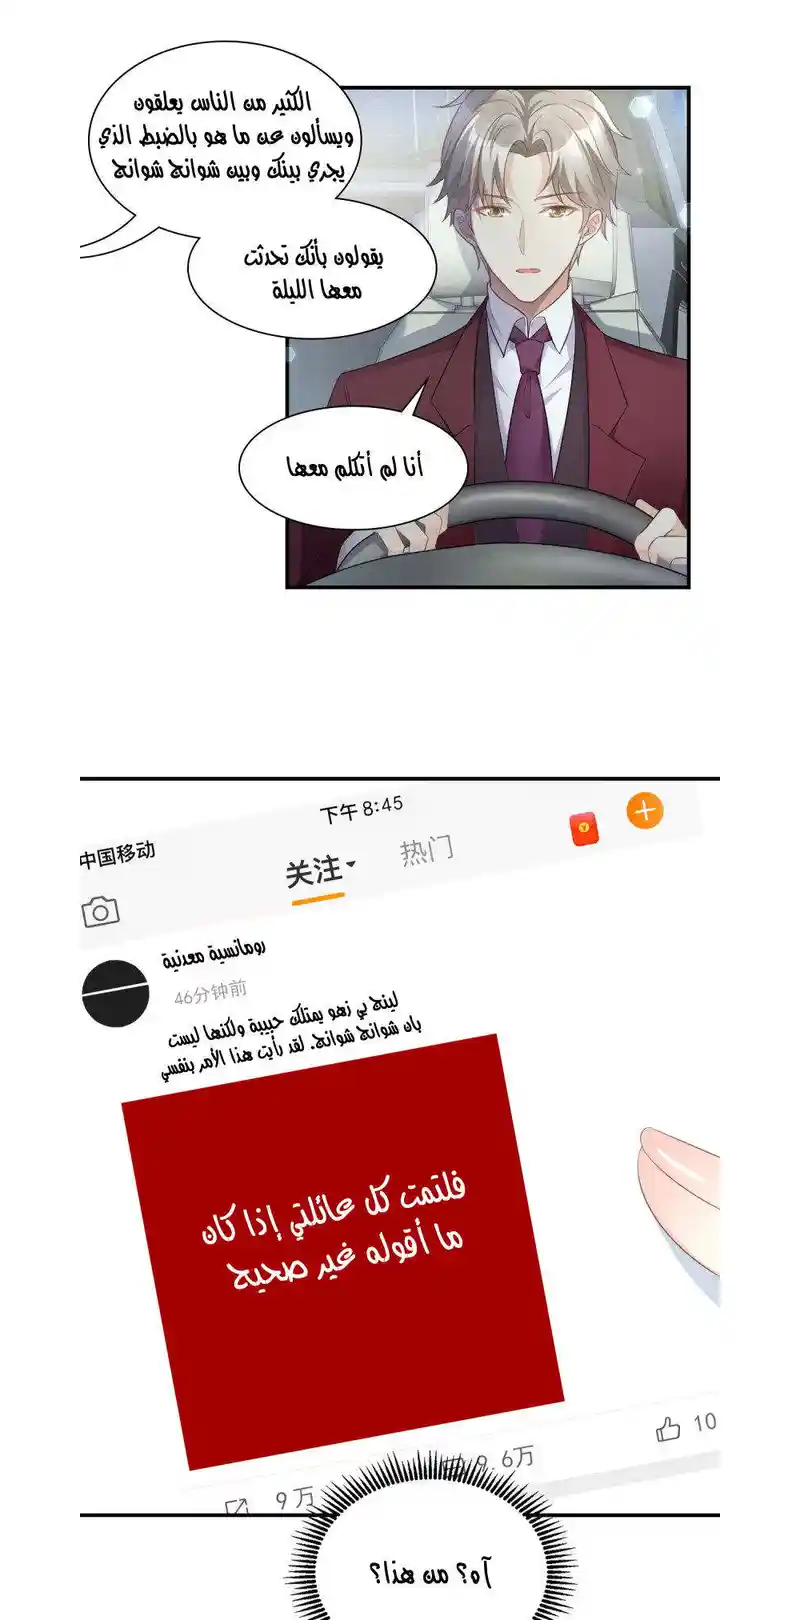 الكثير من الناس يعلقون
ويسألون عن ما هو بالضبط الذي
يجري بينك وبين شوانج شوانج
يقولون بأنك تحدثت
معها الليلة
أنا لم أتكلم معها
下午 8:45
中国移动
关注
热门
رومانسية معدنية
46分钟前
لينج يي زهو يمتلك حبيبة ولكنها ليست
بان شوانج شوانج. لقد رأيت هذا الأمر بنفسي
فلتمت كل عائلتي إذا كان
ما أقوله غير صحيح
10
9.6万
9万
آه؟ من هذا؟